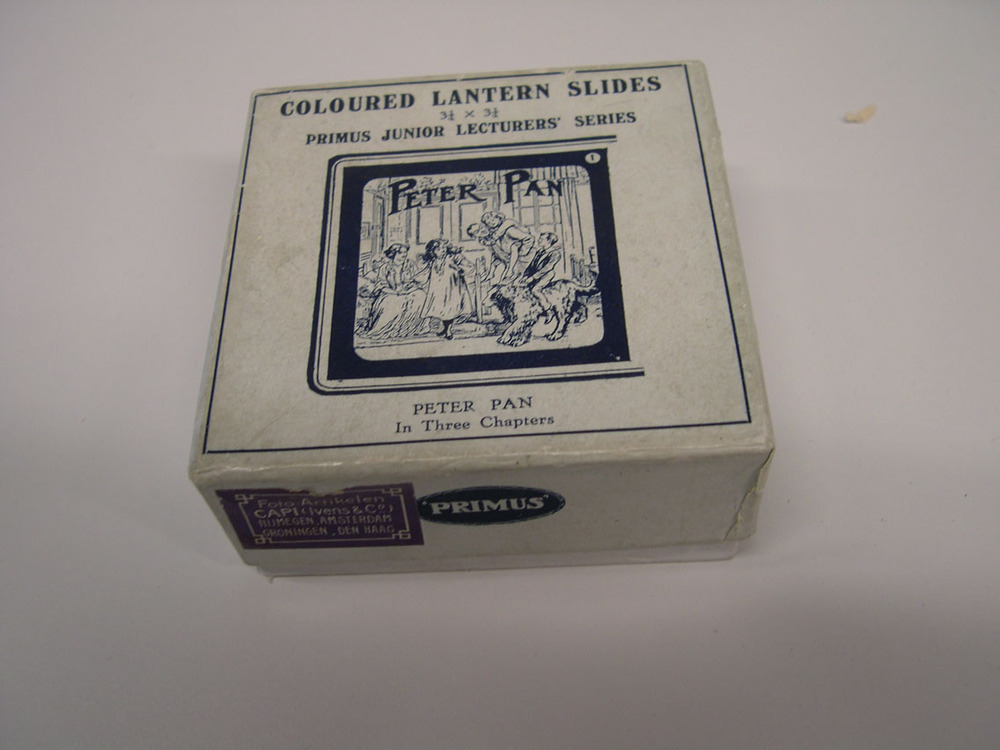 COLOURED LANTERN SLIDES
3¼ × 3¼
PRIMUS JUNIOR LECTURERS' SERIES
1
PETER PAN
PETER PAN
In Three Chapters
Foto Artikelen
CAPI (Ivens & Co)
NIJMEGEN, AMSTERDAM
GRONINGEN, DEN HAAG
PRIMUS